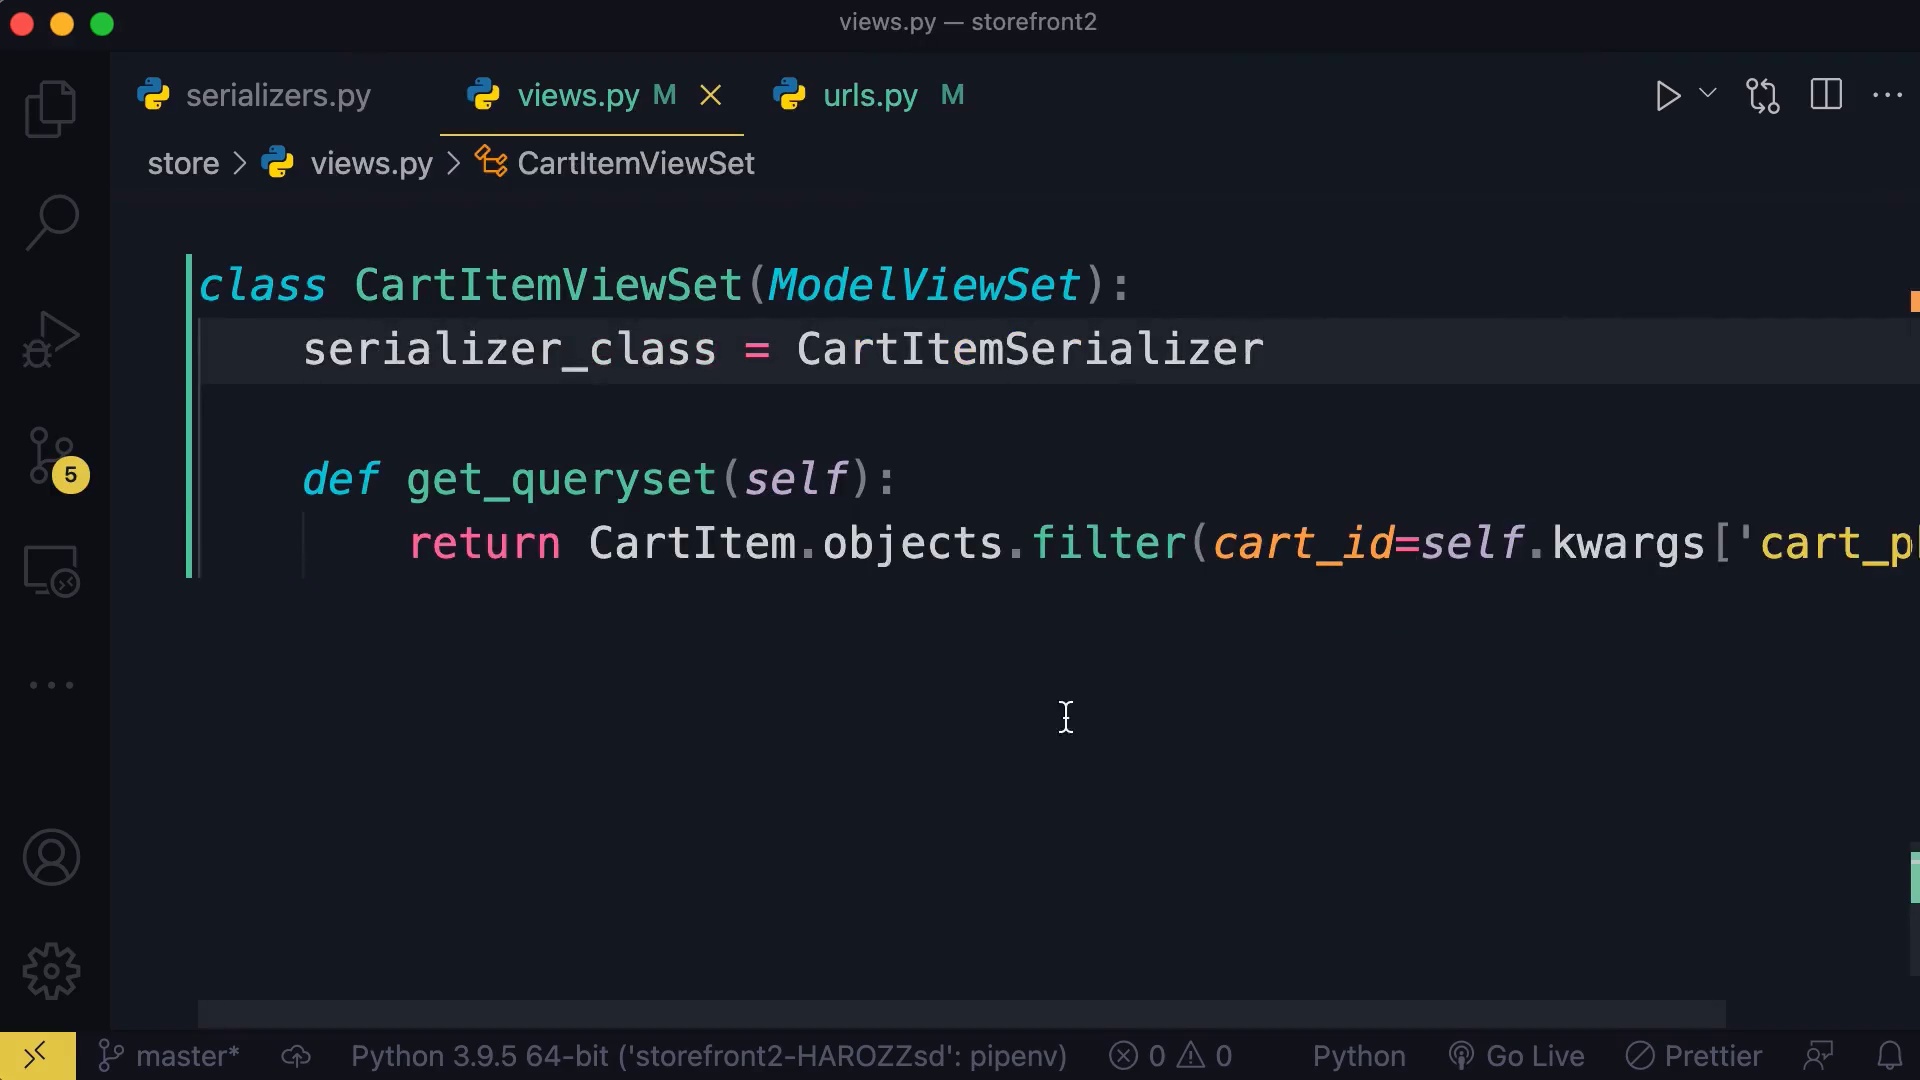 views.py — storefront2
serializers.py
views.py M
urls.py M
store > views.py > CartItemViewSet
class CartItemViewSet(ModelViewSet):
serializer_class = CartItemSerializer
def get_queryset(self):
return CartItem.objects.filter(cart_id=self.kwargs['cart_p
5
master*
Python 3.9.5 64-bit ('storefront2-HAROZZsd': pipenv)
0
0
Python
Go Live
Prettier